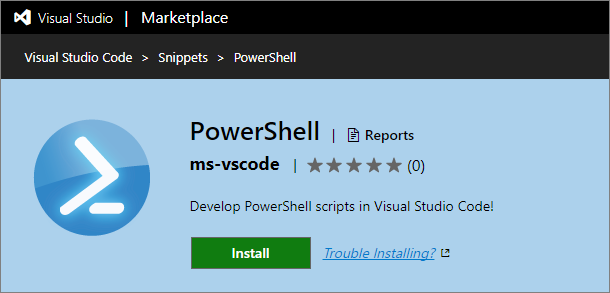 Visual Studio | Marketplace
Visual Studio Code > Snippets > PowerShell
PowerShell | Reports
ms-vscode | ★★★★★ (0)
Develop PowerShell scripts in Visual Studio Code!
Install Trouble Installing?